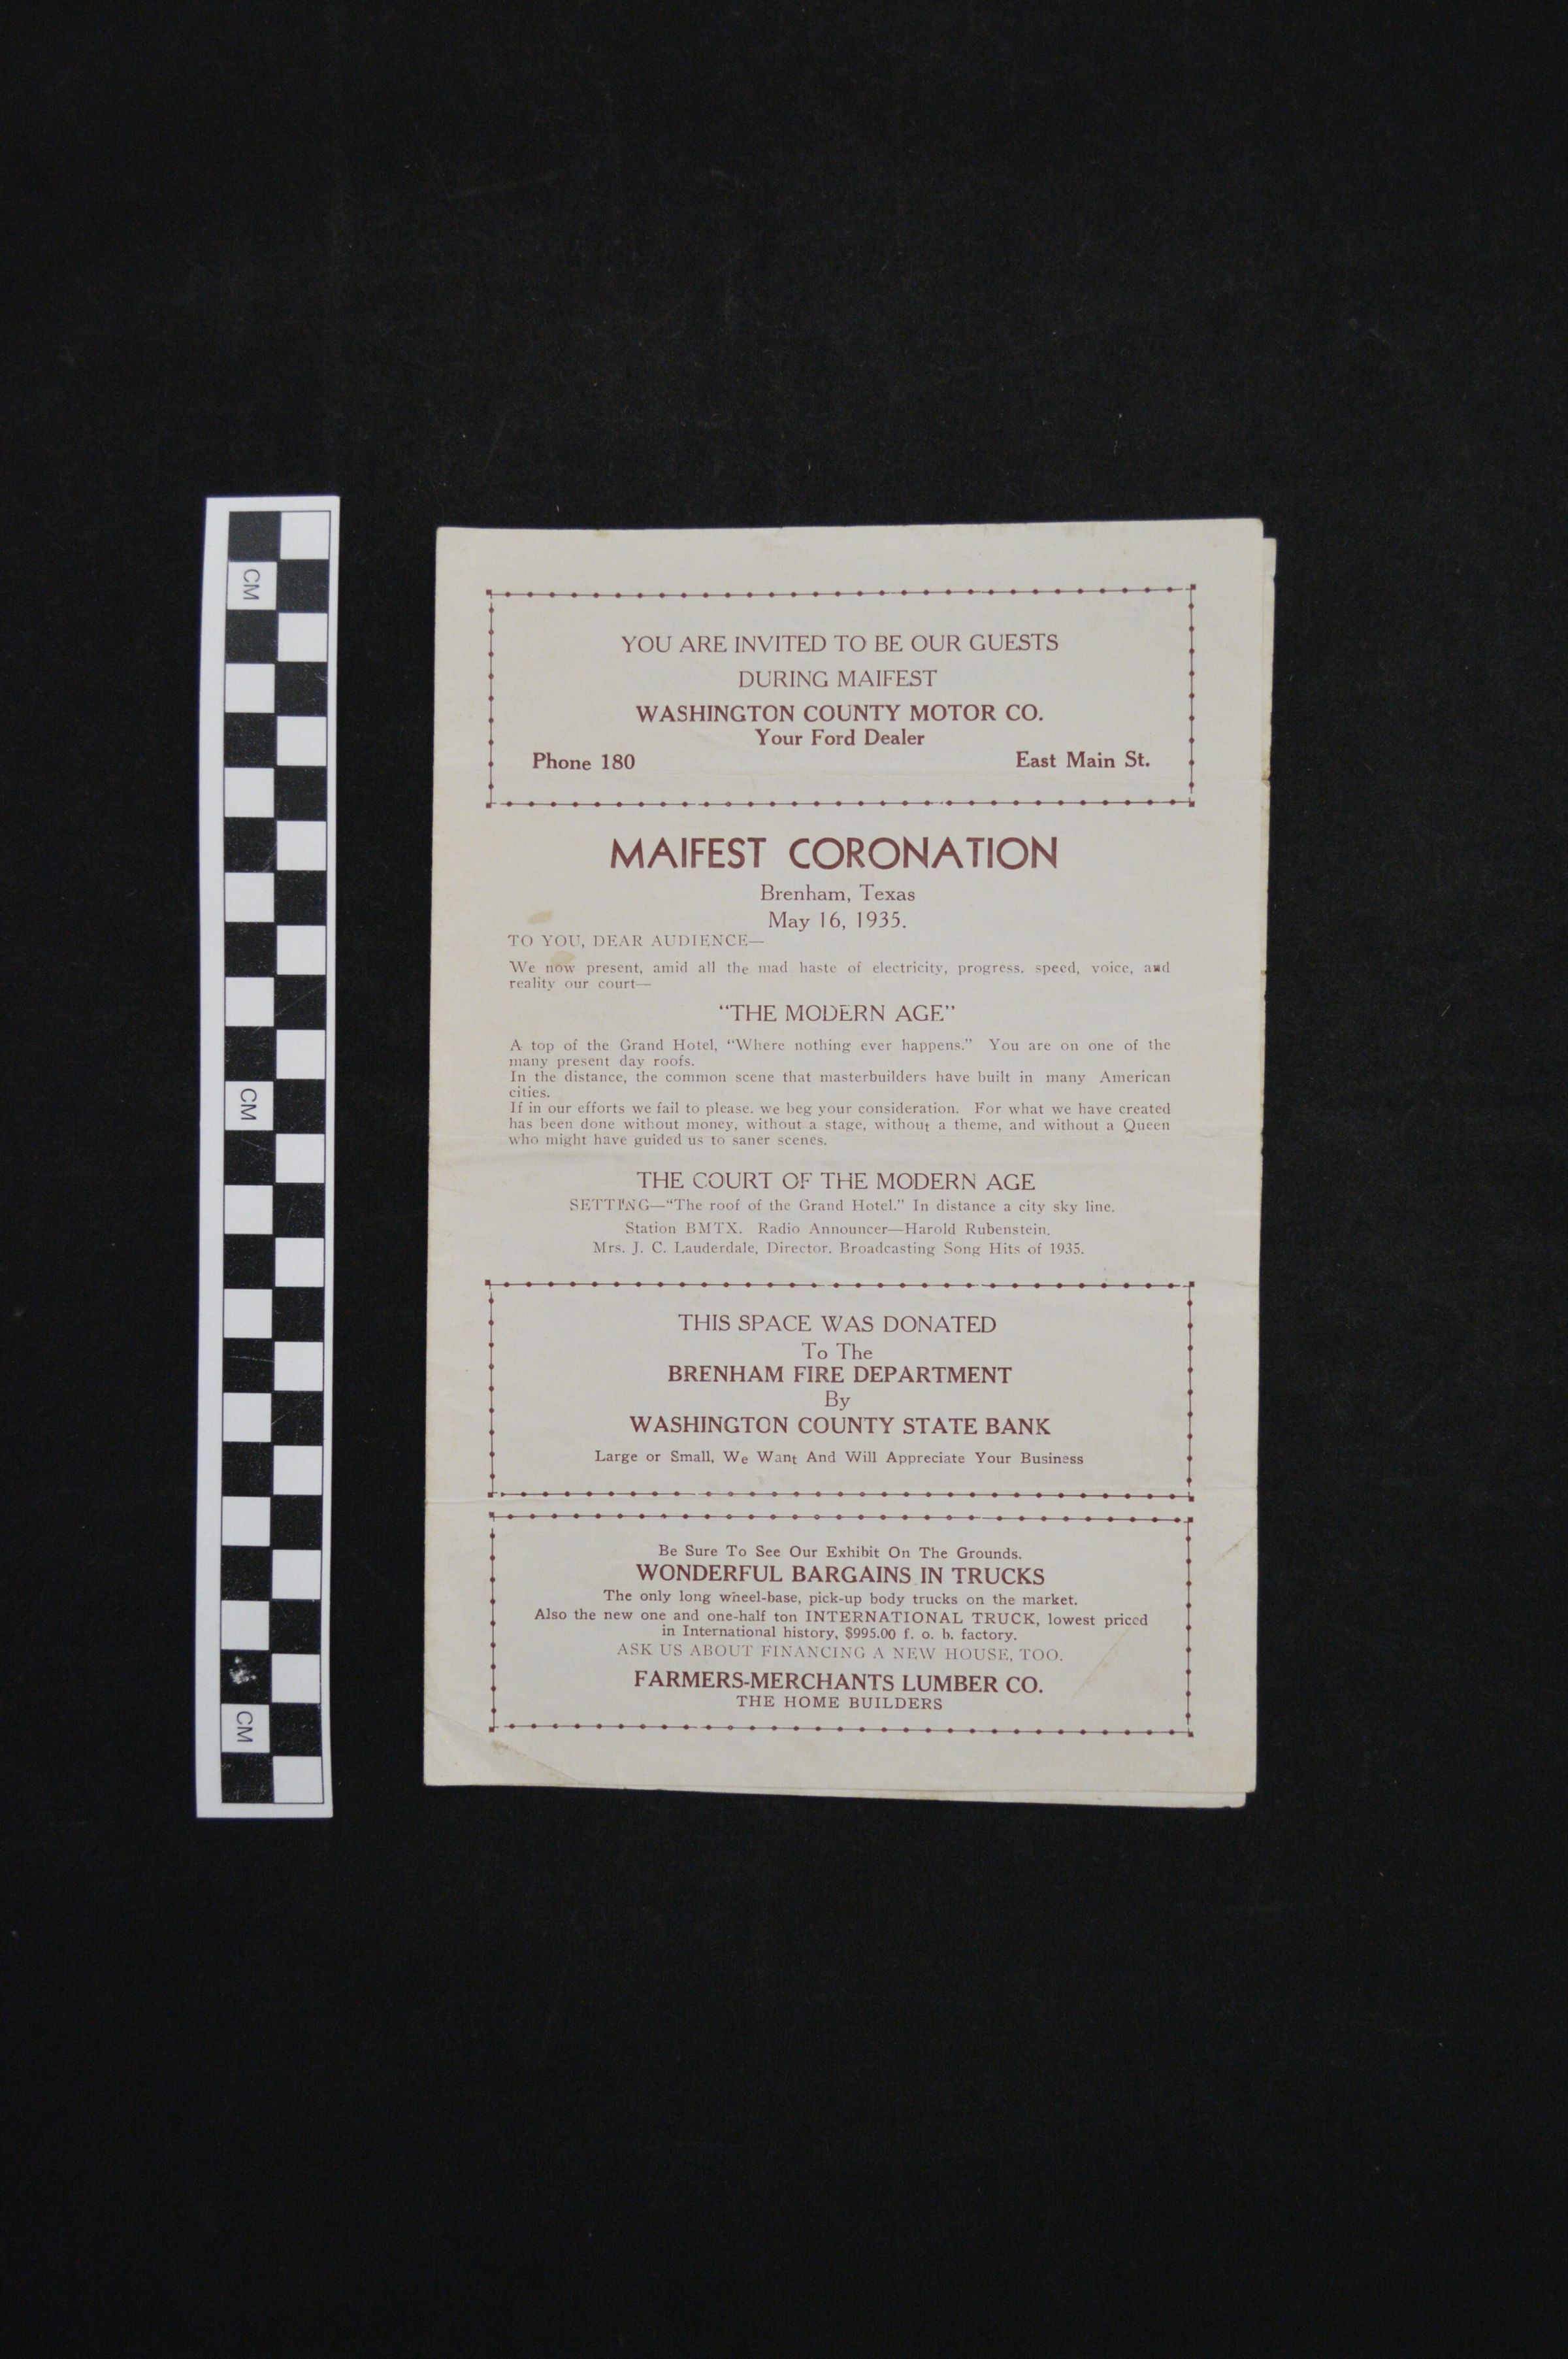 YOU ARE INVITED TO BE OUR GUESTS
DURING MAIFEST
WASHINGTON COUNTY MOTOR CO.
Your Ford Dealer
Phone 180 East Main St.
MAIFEST CORONATION
Brenham, Texas
May 16, 1935.
TO YOU, DEAR AUDIENCE—
We now present, amid all the mad haste of electricity, progress. speed, voice, and
reality our court—
"THE MODERN AGE"
A top of the Grand Hotel, "Where nothing ever happens." You are on one of the
many present day roofs.
In the distance, the common scene that masterbuilders have built in many American
cities.
If in our efforts we fail to please. we beg your consideration. For what we have created
has been done without money, without a stage, without a theme, and without a Queen
who might have guided us to saner scenes.
THE COURT OF THE MODERN AGE
SETTING—"The roof of the Grand Hotel." In distance a city sky line.
Station BMTX. Radio Announcer—Harold Rubenstein.
Mrs. J. C. Lauderdale, Director. Broadcasting Song Hits of 1935.
THIS SPACE WAS DONATED
To The
BRENHAM FIRE DEPARTMENT
By
WASHINGTON COUNTY STATE BANK
Large or Small, We Want And Will Appreciate Your Business
Be Sure To See Our Exhibit On The Grounds.
WONDERFUL BARGAINS IN TRUCKS
The only long wheel-base, pick-up body trucks on the market.
Also the new one and one-half ton INTERNATIONAL TRUCK, lowest priced
in International history, $995.00 f. o. b. factory.
ASK US ABOUT FINANCING A NEW HOUSE, TOO.
FARMERS-MERCHANTS LUMBER CO.
THE HOME BUILDERS
CM
CM
CM